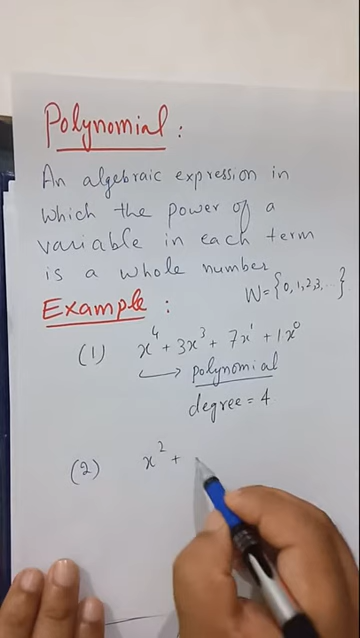 Polynomial :
An algebraic expression in
which the power of a
variable in each term
is a whole number
W = {0, 1, 2, 3, ...}
Example :
(1) x⁴ + 3x³ + 7x¹ + 1x⁰
polynomial
degree = 4
(2) x² +